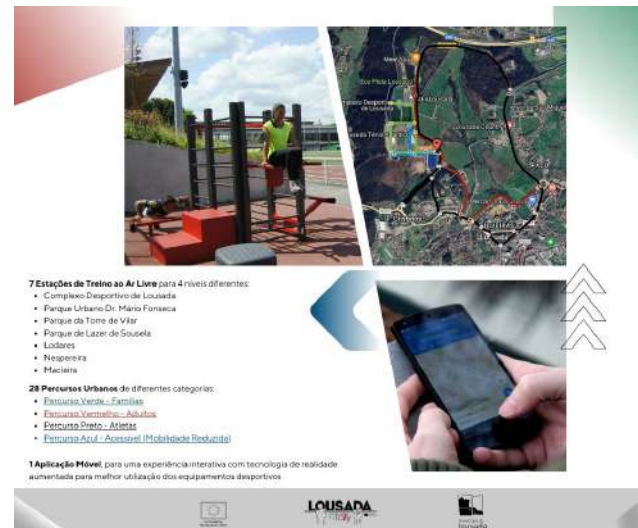 7 Estações de Treino ao Ar Livre para 4 níveis diferentes:
• Complexo Desportivo de Lousada
• Parque Urbano Dr. Mário Fonseca
• Parque da Torre de Vilar
• Parque de Lazer de Sousela
• Lodares
• Nespereira
• Macieira
28 Percursos Urbanos de diferentes categorias:
• Percurso Verde - Famílias
• Percurso Vermelho - Adultos
• Percurso Preto - Atletas
• Percurso Azul - Acessível (Mobilidade Reduzida)
1 Aplicação Móvel, para uma experiência interativa com tecnologia de realidade
aumentada para melhor utilização dos equipamentos desportivos
LOUSADA
lousada